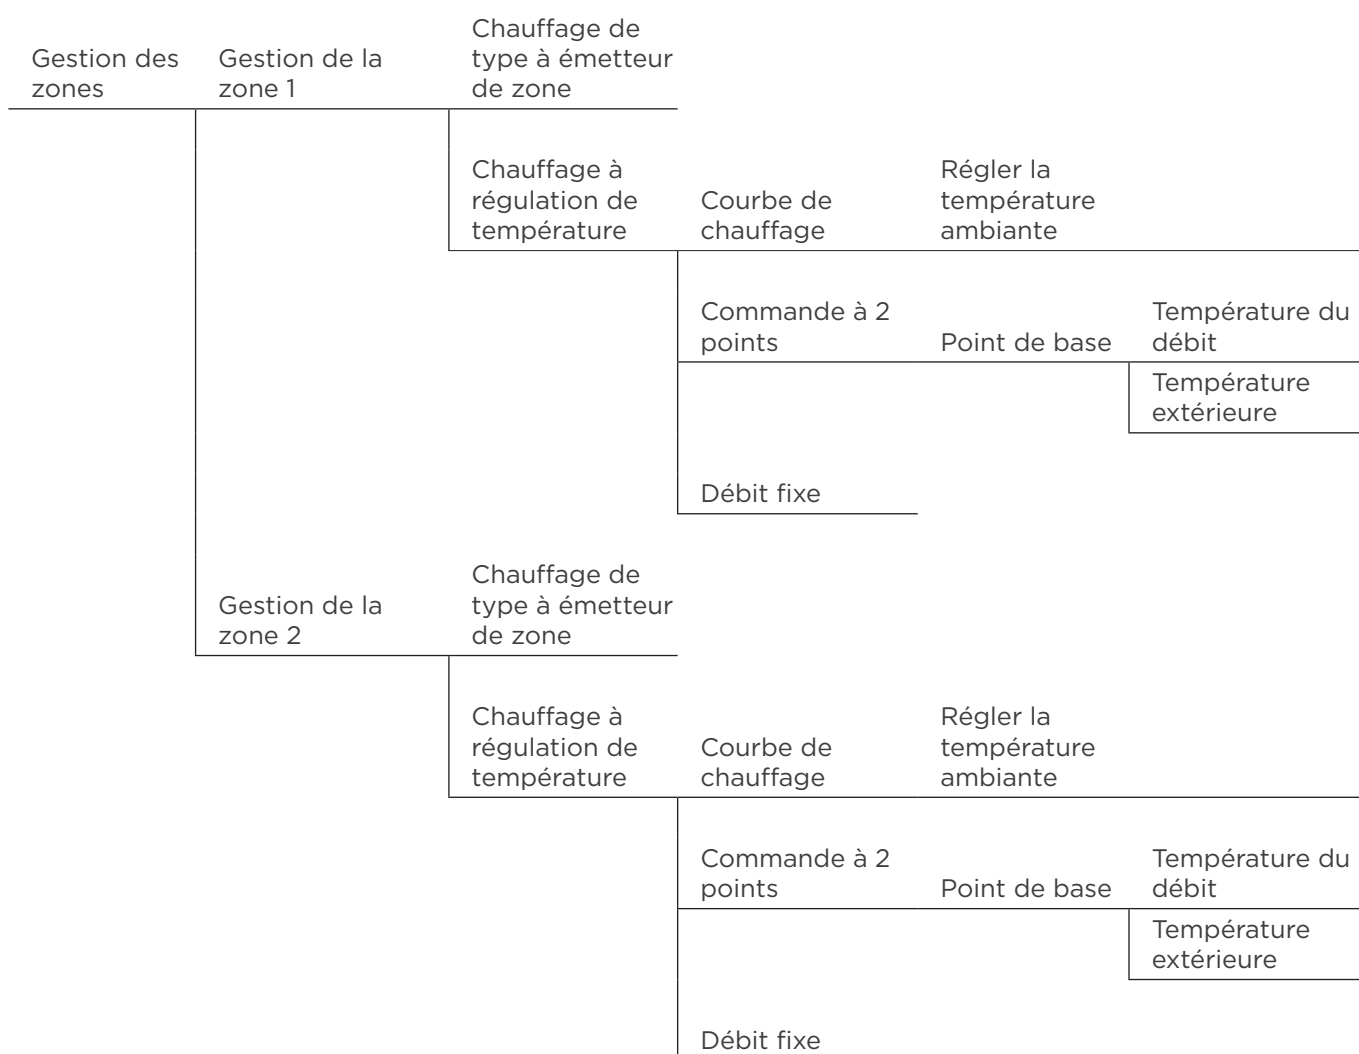 Gestion des
zones
Gestion de la
zone 1
Chauffage de
type à émetteur
de zone
Chauffage à
régulation de
température
Courbe de
chauffage
Régler la
température
ambiante
Commande à 2
points
Point de base
Température du
débit
Température
extérieure
Débit fixe
Gestion de la
zone 2
Chauffage de
type à émetteur
de zone
Chauffage à
régulation de
température
Courbe de
chauffage
Régler la
température
ambiante
Commande à 2
points
Point de base
Température du
débit
Température
extérieure
Débit fixe